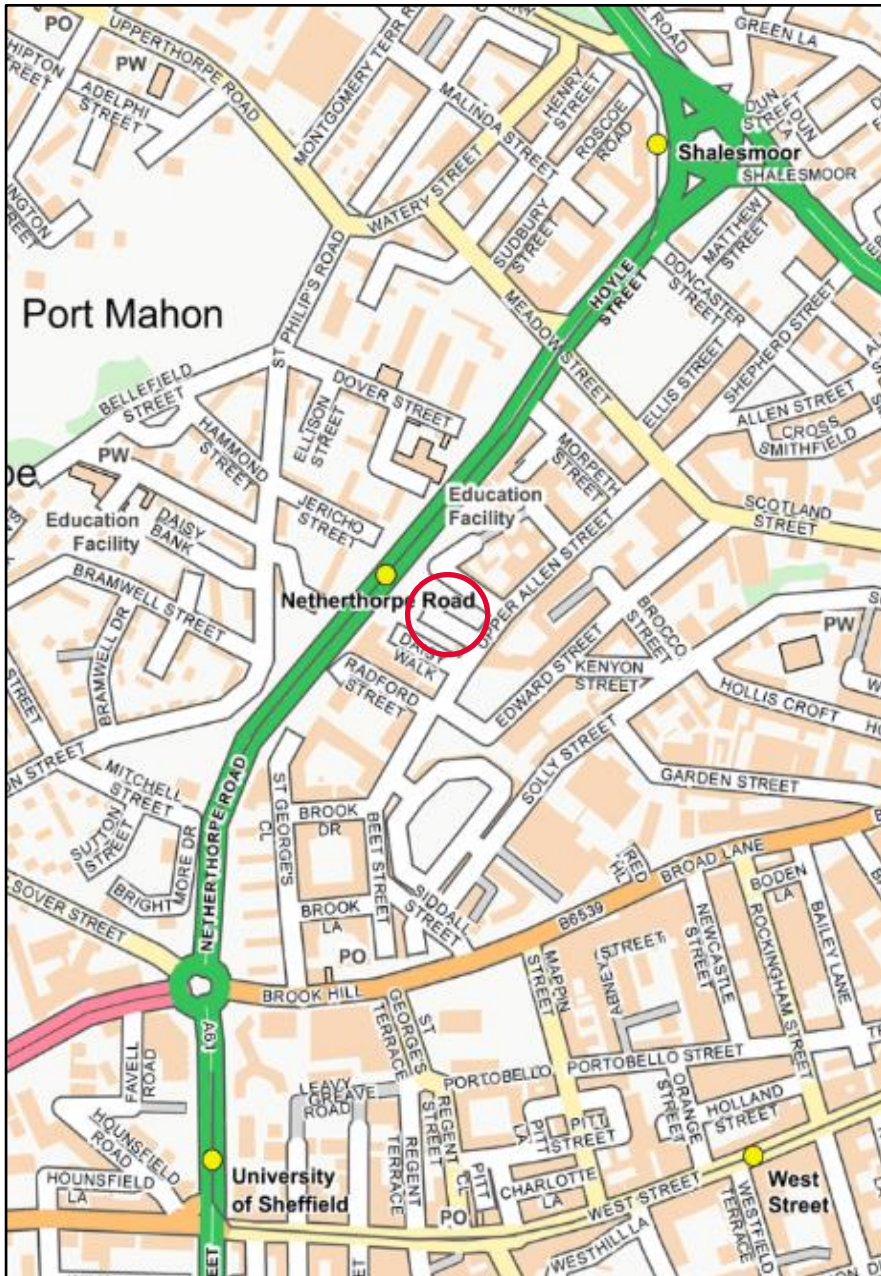 PO
UPPERTHORPE ROAD
PW
ADELPHI
STREET
MONTGOMERY TERR R
MALINDA STREET
HENRY
STREET
ROSCOE
ROAD
ROAD
GREEN LA
DUN STREET
DUN
LA
Shalesmoor
SHALESMOOR
WATERY STREET
SUDBURY
STREET
MATTHEW
STREET
DONCASTER
STREET
HOYLE
STREET
Port Mahon
ST PHILIP'S ROAD
MEADOW STREET
SHEPHERD STREET
ELLIS STREET
ALLEN STREET
CROSS
SMITHFIELD
BELLEFIELD
STREET
DOVER STREET
ELLISON
STREET
HAMMOND
STREET
PW
MORPETH
STREET
SCOTLAND
STREET
Education
Facility
JERICHO
STREET
Education
Facility
DAISY
BANK
BRAMWELL STREET
BRAMWELL DR
Netherthorpe Road
UPPER ALLEN STREET
DAISY
WALK
RADFORD
STREET
EDWARD STREET
BROCCO
STREET
KENYON
STREET
PW
HOLLIS CROFT
SOLLY STREET
GARDEN STREET
MITCHELL
STREET
SUTTON
STREET
BRIGHT
MORE DR
NETHERTHORPE ROAD
ST GEORGE'S
CL
BROOK
DR
BEET STREET
BROOK
LA
SIDDALL
STREET
RED
HL
BROAD LANE
B6539
BODEN
LA
BAILEY LANE
ROCKINGHAM STREET
NEWCASTLE
STREET
OLSOVER STREET
PO
BROOK HILL
MAPPIN
STREET
ABNEY
STREET
A61
FAVELL
ROAD
ST
GEORGE'S
TERRACE
PORTOBELLO
PORTOBELLO STREET
ORANGE
STREET
HOLLAND
STREET
LEAVY
GREAVE
ROAD
REGENT
STREET
REGENT
TERRACE
PITT
LA
PITT
STREET
PITT
CL
HOUNSFIELD
ROAD
HOUNSFIELD
LA
University
of Sheffield
CHARLOTTE
LA
PO
WEST STREET
West
Street
WESTFIELD
TERRACE
WESTHILL LA